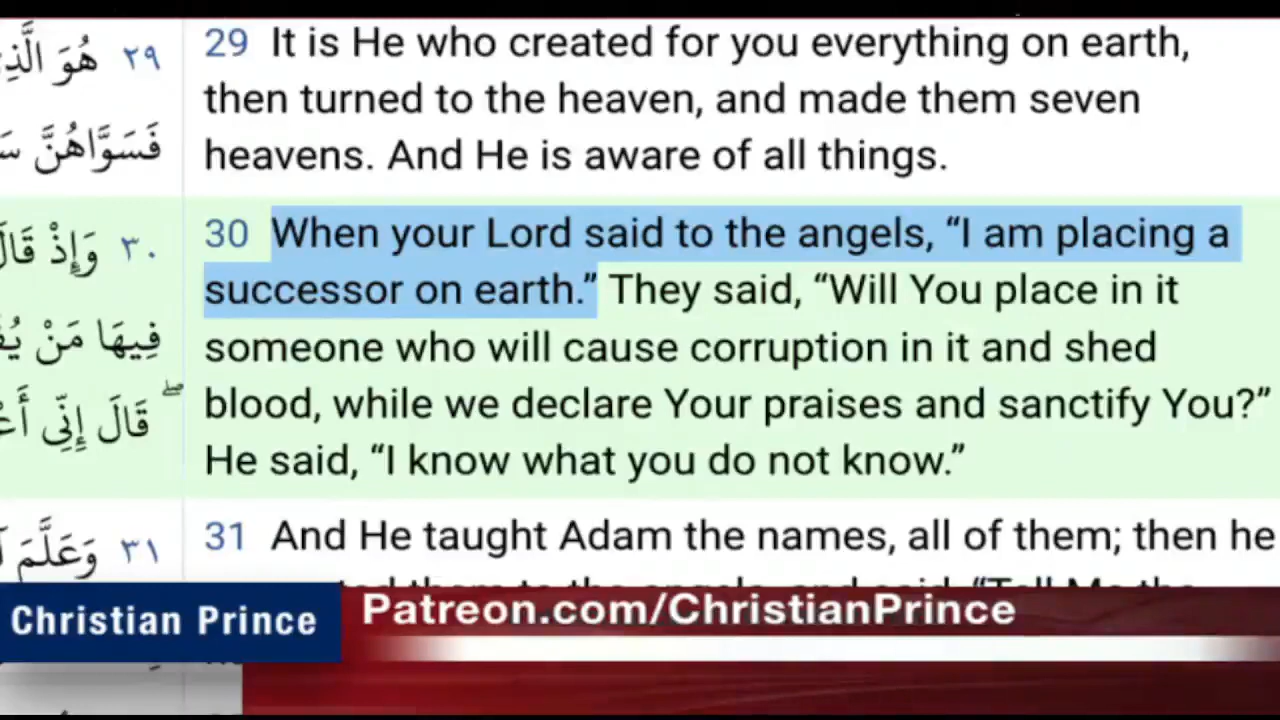 ٢٩ هُوَ
29 It is He who created for you everything on earth,
then turned to the heaven, and made them seven
فَسَوَّاهُنَّ
heavens. And He is aware of all things.
٣٠ وَإِذْ
30 When your Lord said to the angels, “I am placing a
successor on earth.” They said, “Will You place in it
فِيهَا مَنْ
someone who will cause corruption in it and shed
blood, while we declare Your praises and sanctify You?”
قَالَ إِنِّي
He said, “I know what you do not know.”
٣١ وَعَلَّمَ
31 And He taught Adam the names, all of them; then he
Christian Prince
Patreon.com/ChristianPrince